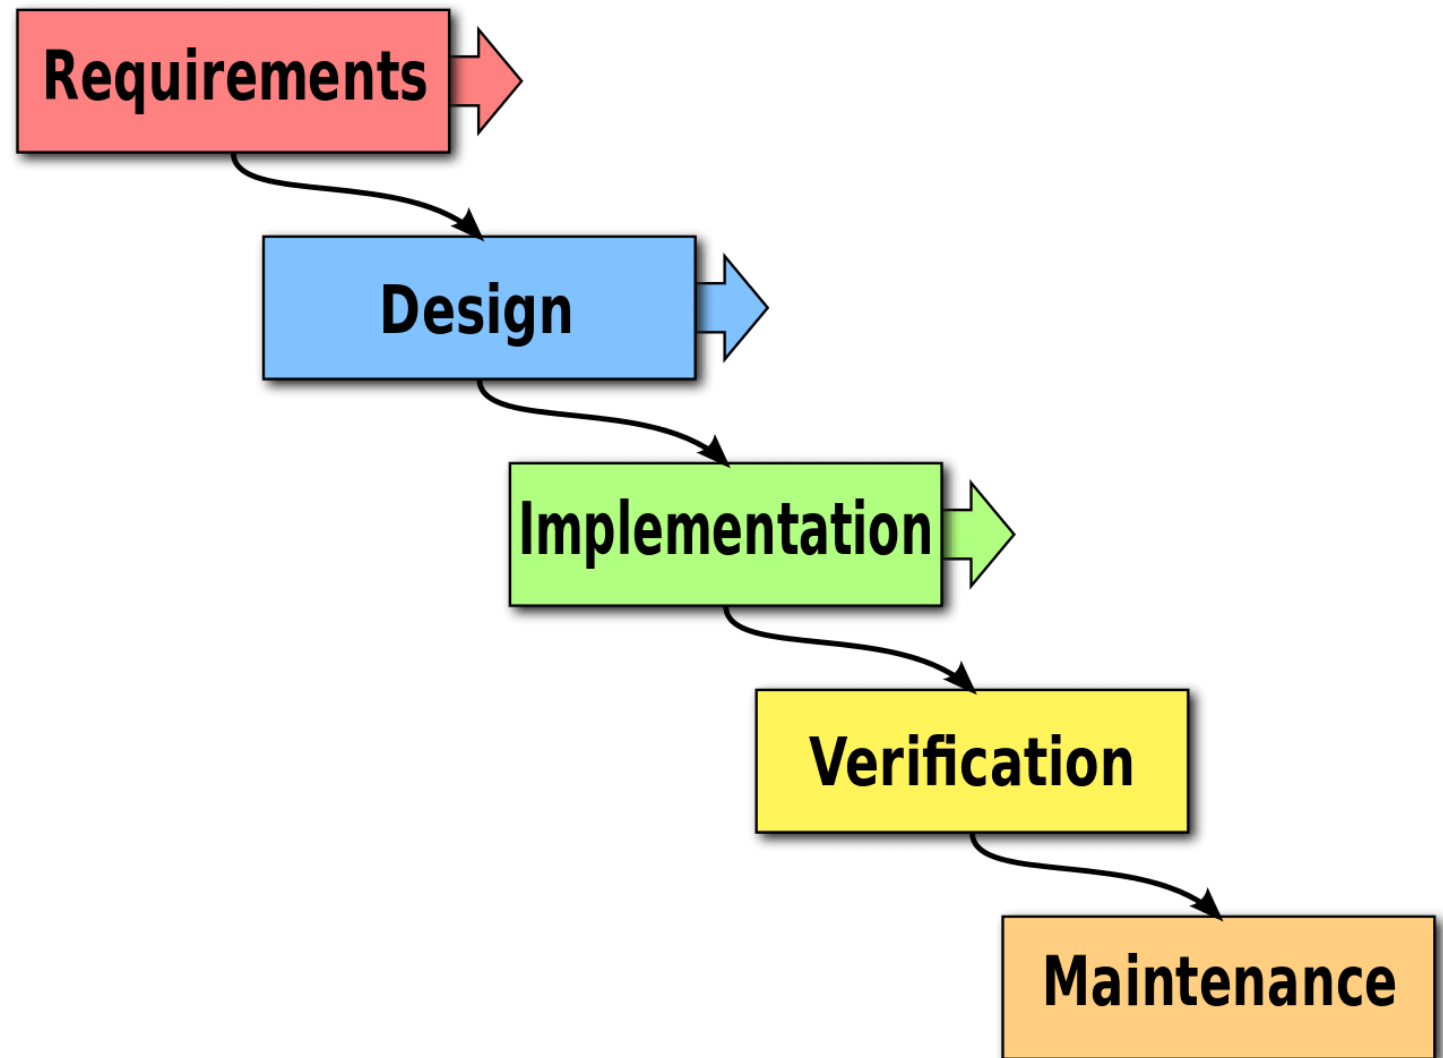 Requirements
Design
Implementation
Verification
Maintenance